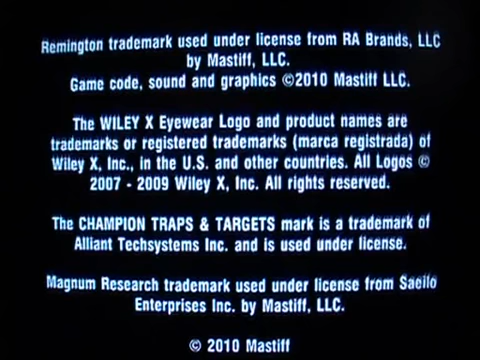 Remington trademark used under license from RA Brands, LLC
by Mastiff, LLC.
Game code, sound and graphics ©2010 Mastiff LLC.
The WILEY X Eyewear Logo and product names are
trademarks or registered trademarks (marca registrada) of
Wiley X, Inc., in the U.S. and other countries. All Logos ©
2007 - 2009 Wiley X, Inc. All rights reserved.
The CHAMPION TRAPS & TARGETS mark is a trademark of
Alliant Techsystems Inc. and is used under license.
Magnum Research trademark used under license from Saeilo
Enterprises Inc. by Mastiff, LLC.
© 2010 Mastiff